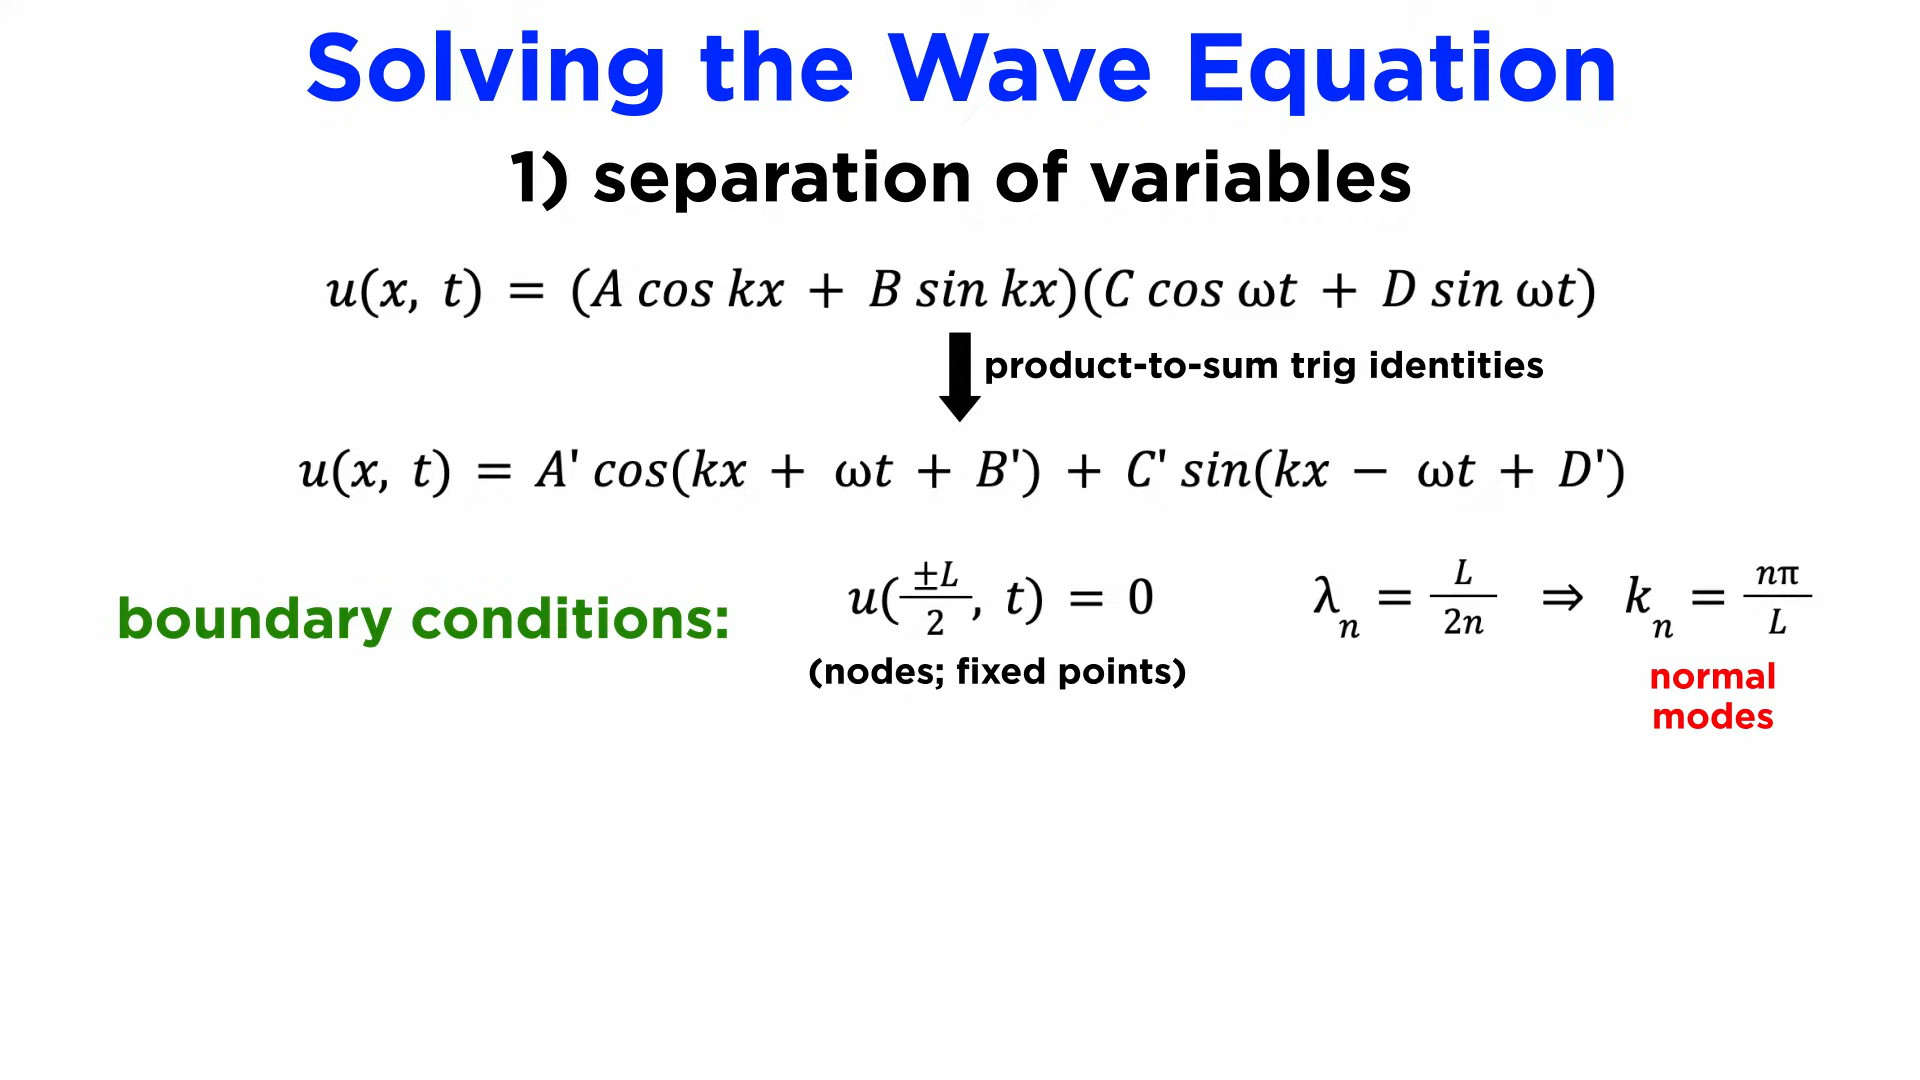 Solving the Wave Equation
1) separation of variables
u(x, t) = (A cos kx + B sin kx)(C cos ωt + D sin ωt)
product-to-sum trig identities
u(x, t) = A' cos(kx + ωt + B') + C' sin(kx − ωt + D')
boundary conditions: u(±L/2, t) = 0 λₙ = L/2n ⇒ kₙ = nπ/L
(nodes; fixed points)
normal
modes